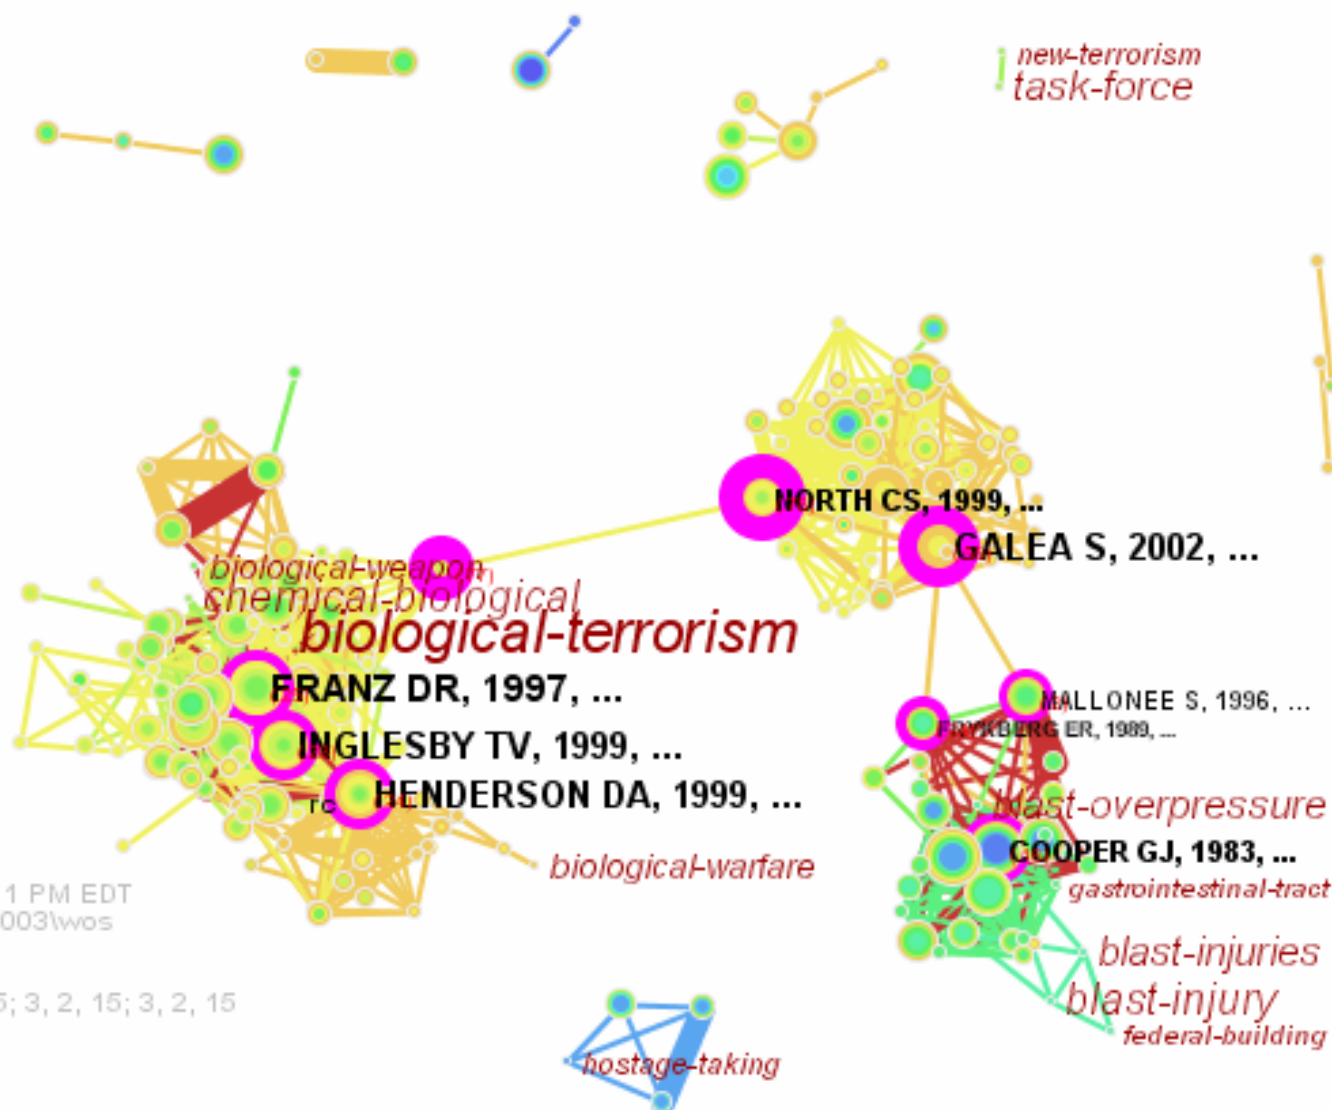 new-terrorism
task-force
NORTH CS, 1999, ...
GALEA S, 2002, ...
biological-weapon
chemical-biological
biological-terrorism
FRANZ DR, 1997, ...
MALLONEE S, 1996, ...
FRYKBERG ER, 1989, ...
INGLESBY TV, 1999, ...
HENDERSON DA, 1999, ...
rc
blast-overpressure
COOPER GJ, 1983, ...
biological-warfare
gastrointestinal-tract
1 PM EDT
003\wos
blast-injuries
5; 3, 2, 15; 3, 2, 15
blast-injury
federal-building
hostage-taking